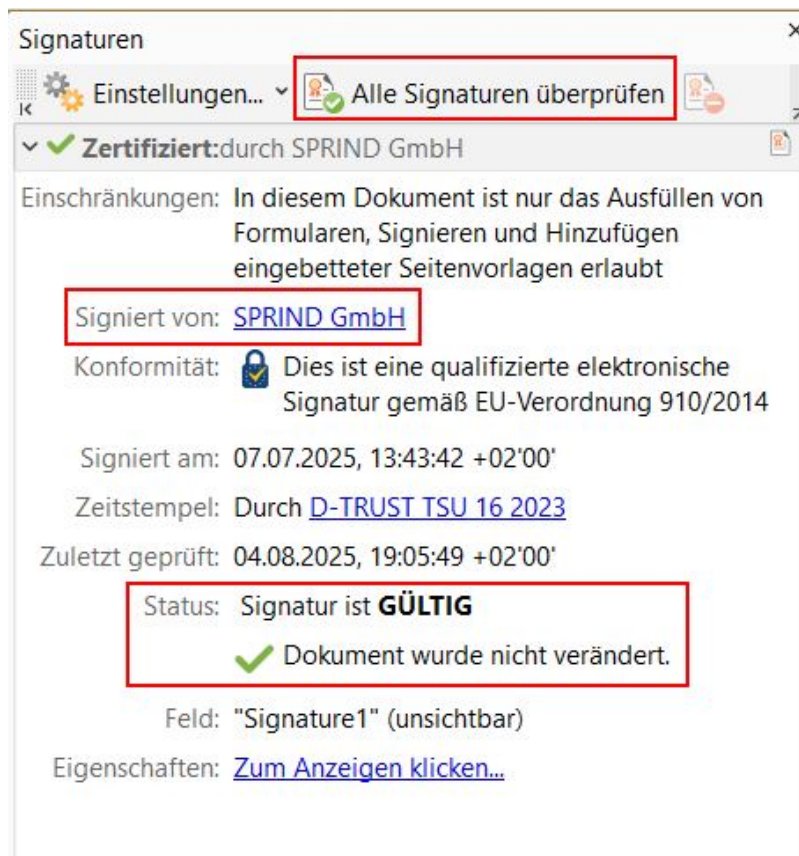 Signaturen
Einstellungen... Alle Signaturen überprüfen
Zertifiziert:durch SPRIND GmbH
Einschränkungen: In diesem Dokument ist nur das Ausfüllen von
Formularen, Signieren und Hinzufügen
eingebetteter Seitenvorlagen erlaubt
Signiert von: SPRIND GmbH
Konformität: Dies ist eine qualifizierte elektronische
Signatur gemäß EU-Verordnung 910/2014
Signiert am: 07.07.2025, 13:43:42 +02'00'
Zeitstempel: Durch D-TRUST TSU 16 2023
Zuletzt geprüft: 04.08.2025, 19:05:49 +02'00'
Status: Signatur ist GÜLTIG
Dokument wurde nicht verändert.
Feld: "Signature1" (unsichtbar)
Eigenschaften: Zum Anzeigen klicken...